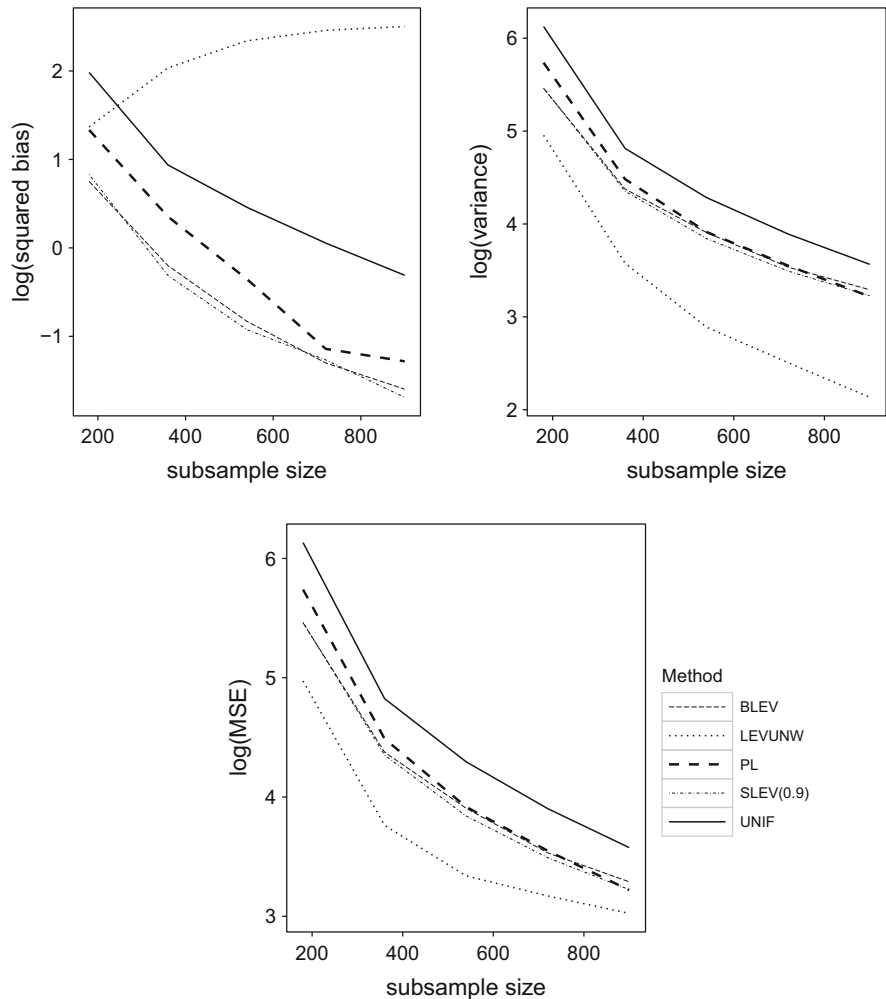 log(squared bias)
2
1
0
−1
200
400
600
800
subsample size
log(variance)
6
5
4
3
2
200
400
600
800
subsample size
log(MSE)
6
5
4
3
200
400
600
800
subsample size
Method
BLEV
LEVUNW
PL
SLEV(0.9)
UNIF